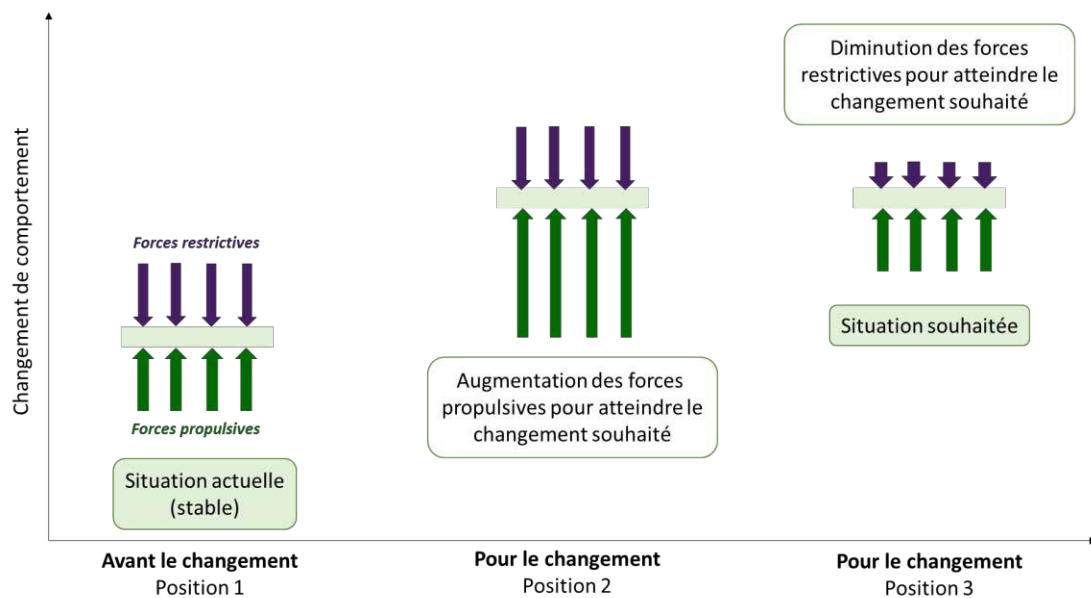 Changement de comportement
Forces restrictives
Forces propulsives
Situation actuelle
(stable)
Avant le changement
Position 1
Augmentation des forces
propulsives pour atteindre le
changement souhaité
Pour le changement
Position 2
Diminution des forces
restrictives pour atteindre le
changement souhaité
Situation souhaitée
Pour le changement
Position 3